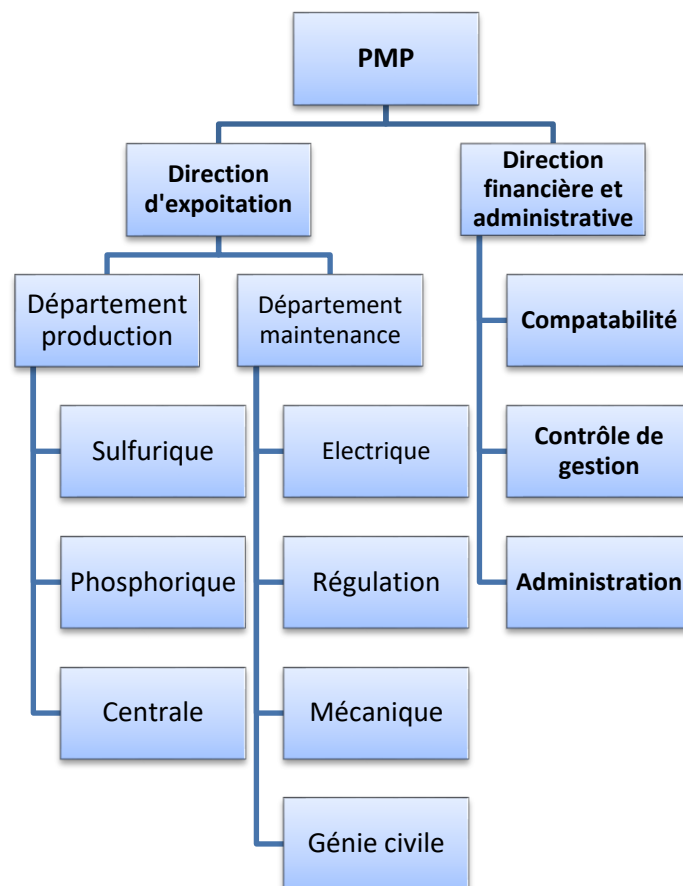 PMP
Direction
d'expoitation
Direction
financière et
administrative
Département
production
Département
maintenance
Compatabilité
Sulfurique
Electrique
Contrôle de
gestion
Phosphorique
Régulation
Administration
Centrale
Mécanique
Génie civile